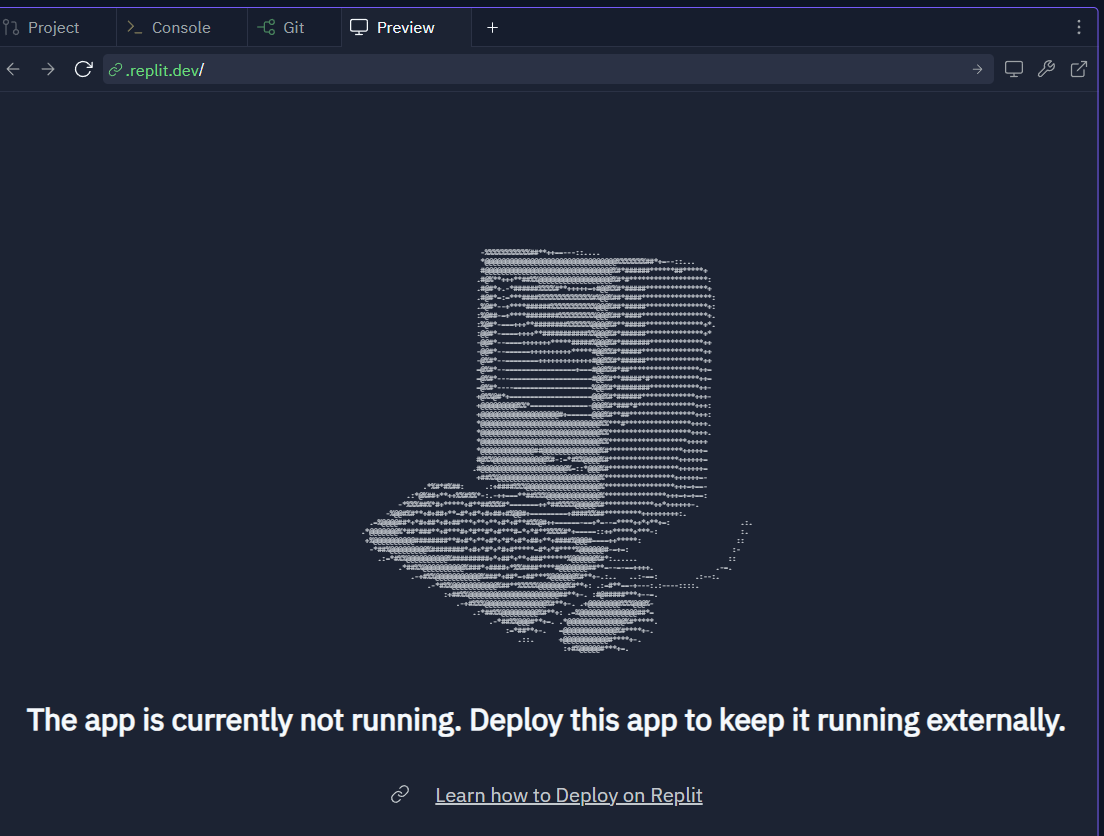 Project
Console
Git
Preview
.replit.dev/
The app is currently not running. Deploy this app to keep it running externally.
Learn how to Deploy on Replit